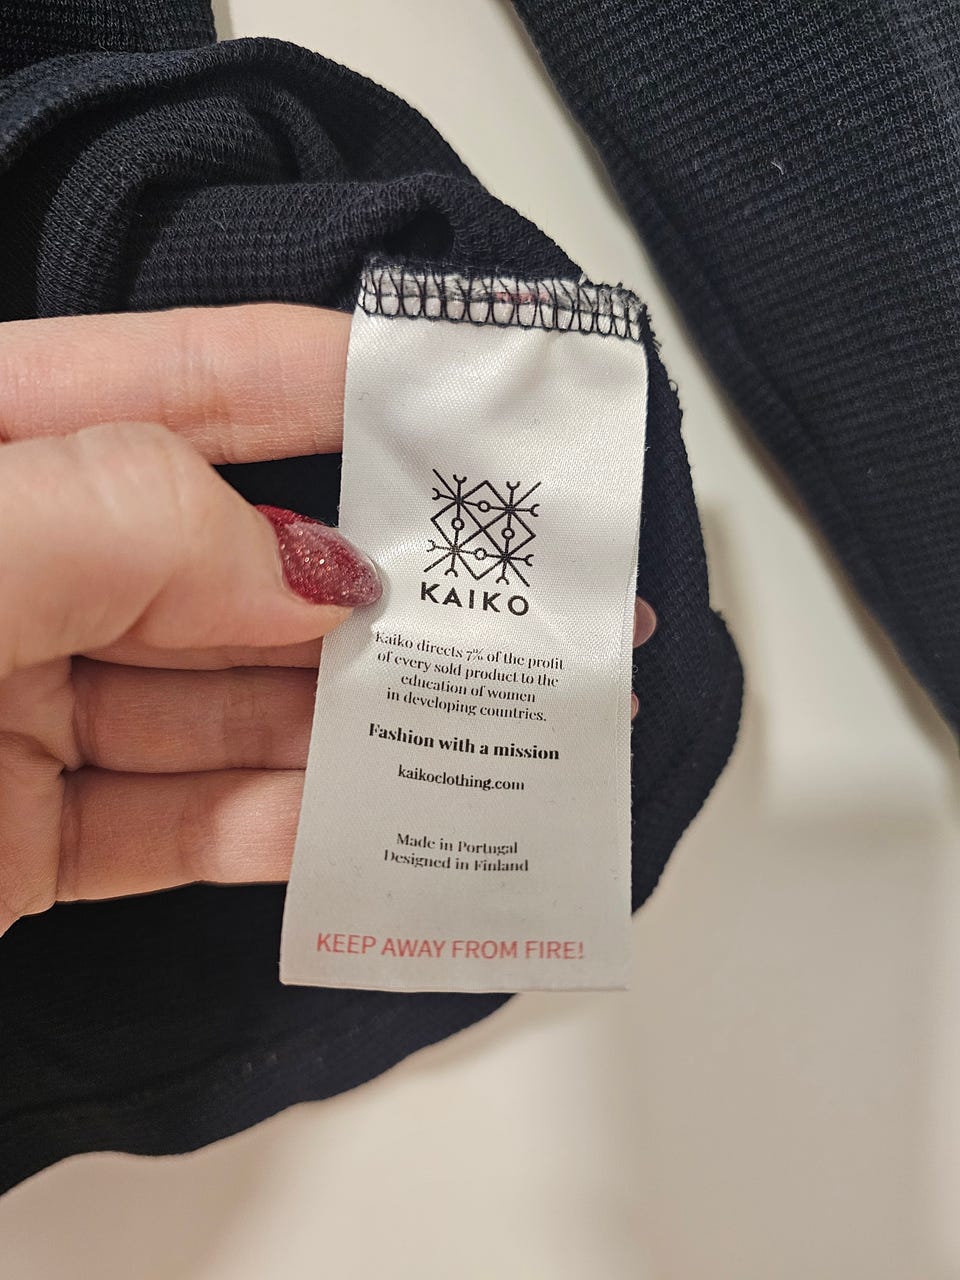 KAIKO
Kaiko directs 7% of the profit
of every sold product to the
education of women
in developing countries.
Fashion with a mission
kaikoclothing.com
Made in Portugal
Designed in Finland
KEEP AWAY FROM FIRE!